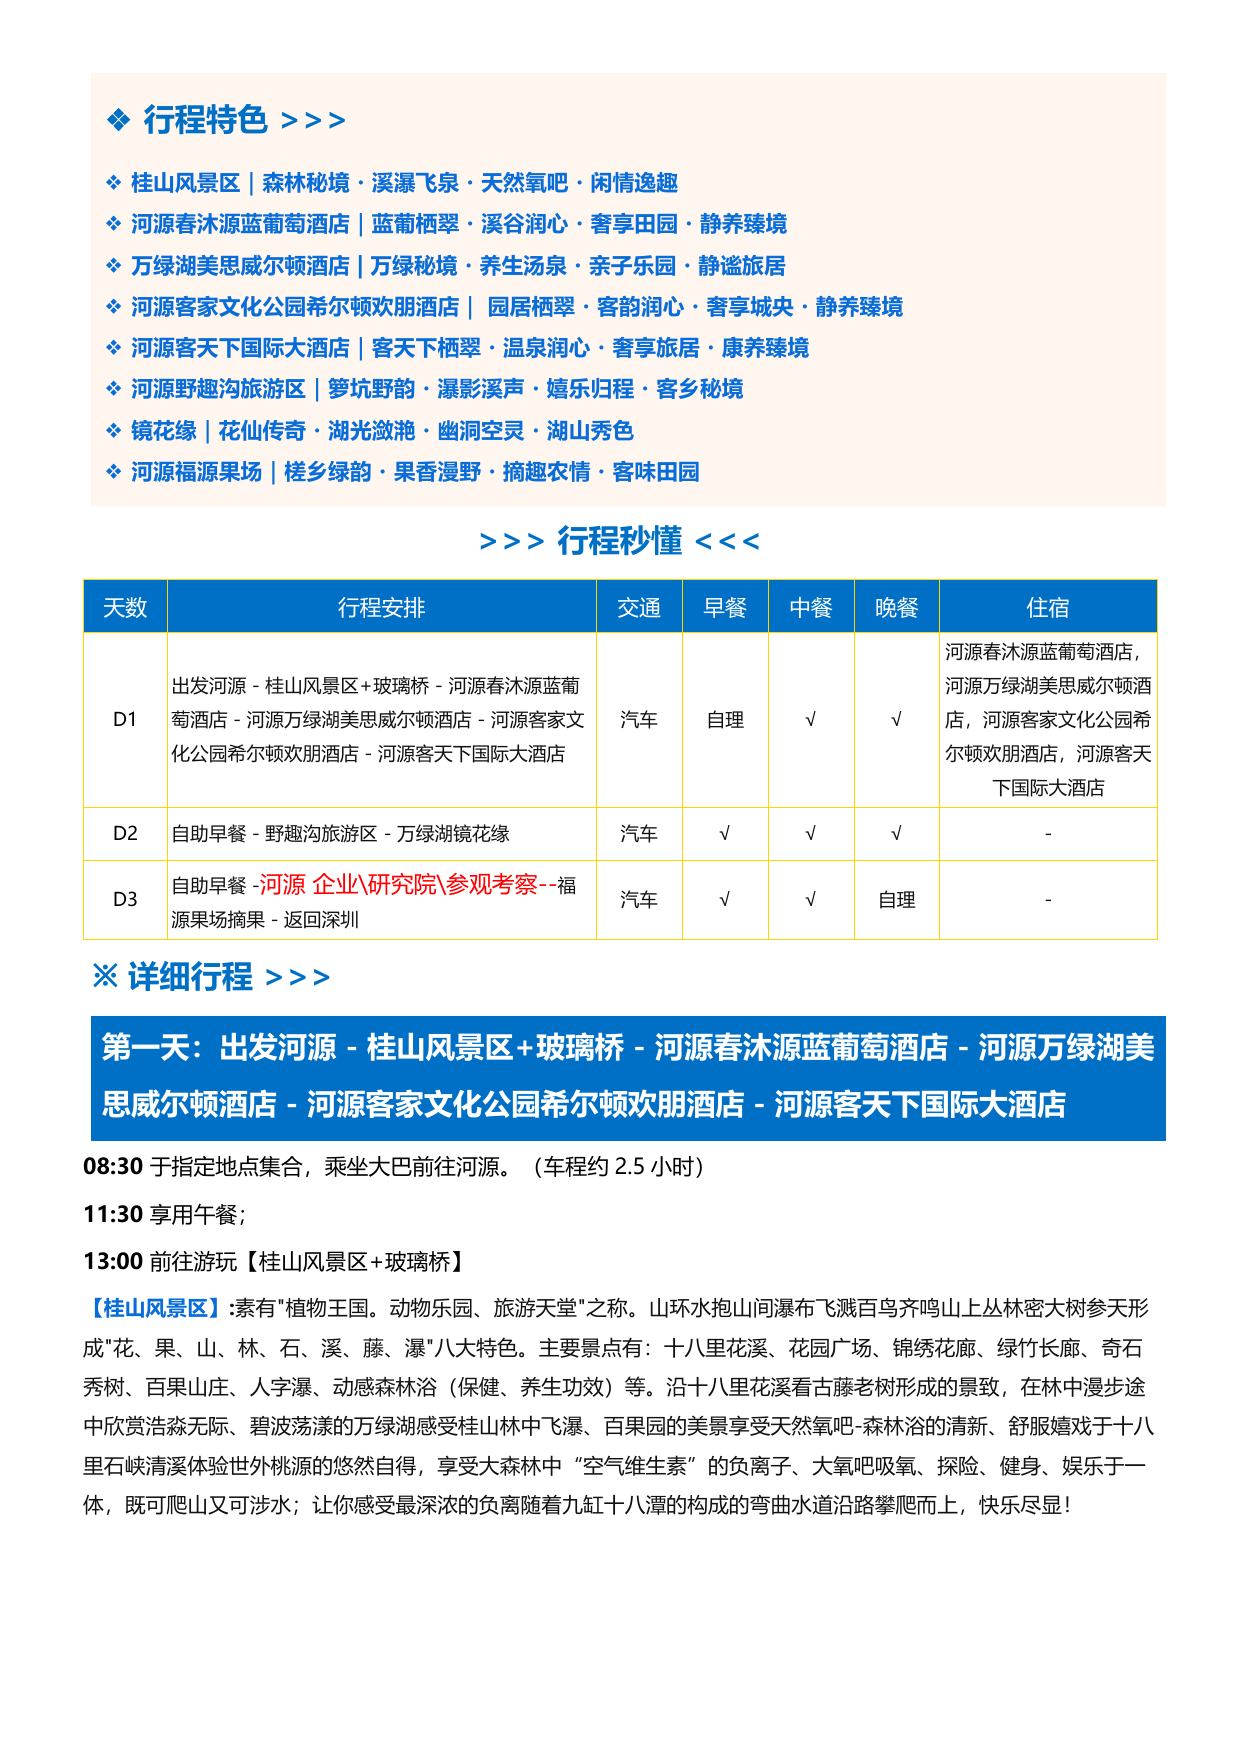 ❖ 行程特色 >>>
❖ 桂山风景区 | 森林秘境 · 溪瀑飞泉 · 天然氧吧 · 闲情逸趣
❖ 河源春沐源蓝葡萄酒店 | 蓝葡栖翠 · 溪谷润心 · 奢享田园 · 静养臻境
❖ 万绿湖美思威尔顿酒店 | 万绿秘境 · 养生汤泉 · 亲子乐园 · 静谧旅居
❖ 河源客家文化公园希尔顿欢朋酒店 | 园居栖翠 · 客韵润心 · 奢享城央 · 静养臻境
❖ 河源客天下国际大酒店 | 客天下栖翠 · 温泉润心 · 奢享旅居 · 康养臻境
❖ 河源野趣沟旅游区 | 箩坑野韵 · 瀑影溪声 · 嬉乐归程 · 客乡秘境
❖ 镜花缘 | 花仙传奇 · 湖光潋滟 · 幽洞空灵 · 湖山秀色
❖ 河源福源果场 | 槎乡绿韵 · 果香漫野 · 摘趣农情 · 客味田园
>>> 行程秒懂 <<<
天数 行程安排 交通 早餐 中餐 晚餐 住宿
D1 出发河源 - 桂山风景区+玻璃桥 - 河源春沐源蓝葡
萄酒店 - 河源万绿湖美思威尔顿酒店 - 河源客家文
化公园希尔顿欢朋酒店 - 河源客天下国际大酒店 汽车 自理 √ √ 河源春沐源蓝葡萄酒店，
河源万绿湖美思威尔顿酒
店，河源客家文化公园希
尔顿欢朋酒店，河源客天
下国际大酒店
D2 自助早餐 - 野趣沟旅游区 - 万绿湖镜花缘 汽车 √ √ √ -
D3 自助早餐 -河源 企业\研究院\参观考察--福
源果场摘果 - 返回深圳 汽车 √ √ 自理 -
※ 详细行程 >>>
第一天：出发河源 - 桂山风景区+玻璃桥 - 河源春沐源蓝葡萄酒店 - 河源万绿湖美
思威尔顿酒店 - 河源客家文化公园希尔顿欢朋酒店 - 河源客天下国际大酒店
08:30 于指定地点集合，乘坐大巴前往河源。（车程约 2.5 小时）
11:30 享用午餐；
13:00 前往游玩【桂山风景区+玻璃桥】
【桂山风景区】:素有"植物王国。动物乐园、旅游天堂"之称。山环水抱山间瀑布飞溅百鸟齐鸣山上丛林密大树参天形
成"花、果、山、林、石、溪、藤、瀑"八大特色。主要景点有：十八里花溪、花园广场、锦绣花廊、绿竹长廊、奇石
秀树、百果山庄、人字瀑、动感森林浴（保健、养生功效）等。沿十八里花溪看古藤老树形成的景致，在林中漫步途
中欣赏浩淼无际、碧波荡漾的万绿湖感受桂山林中飞瀑、百果园的美景享受天然氧吧-森林浴的清新、舒服嬉戏于十八
里石峡清溪体验世外桃源的悠然自得，享受大森林中“空气维生素”的负离子、大氧吧吸氧、探险、健身、娱乐于一
体，既可爬山又可涉水；让你感受最深浓的负离随着九缸十八潭的构成的弯曲水道沿路攀爬而上，快乐尽显！